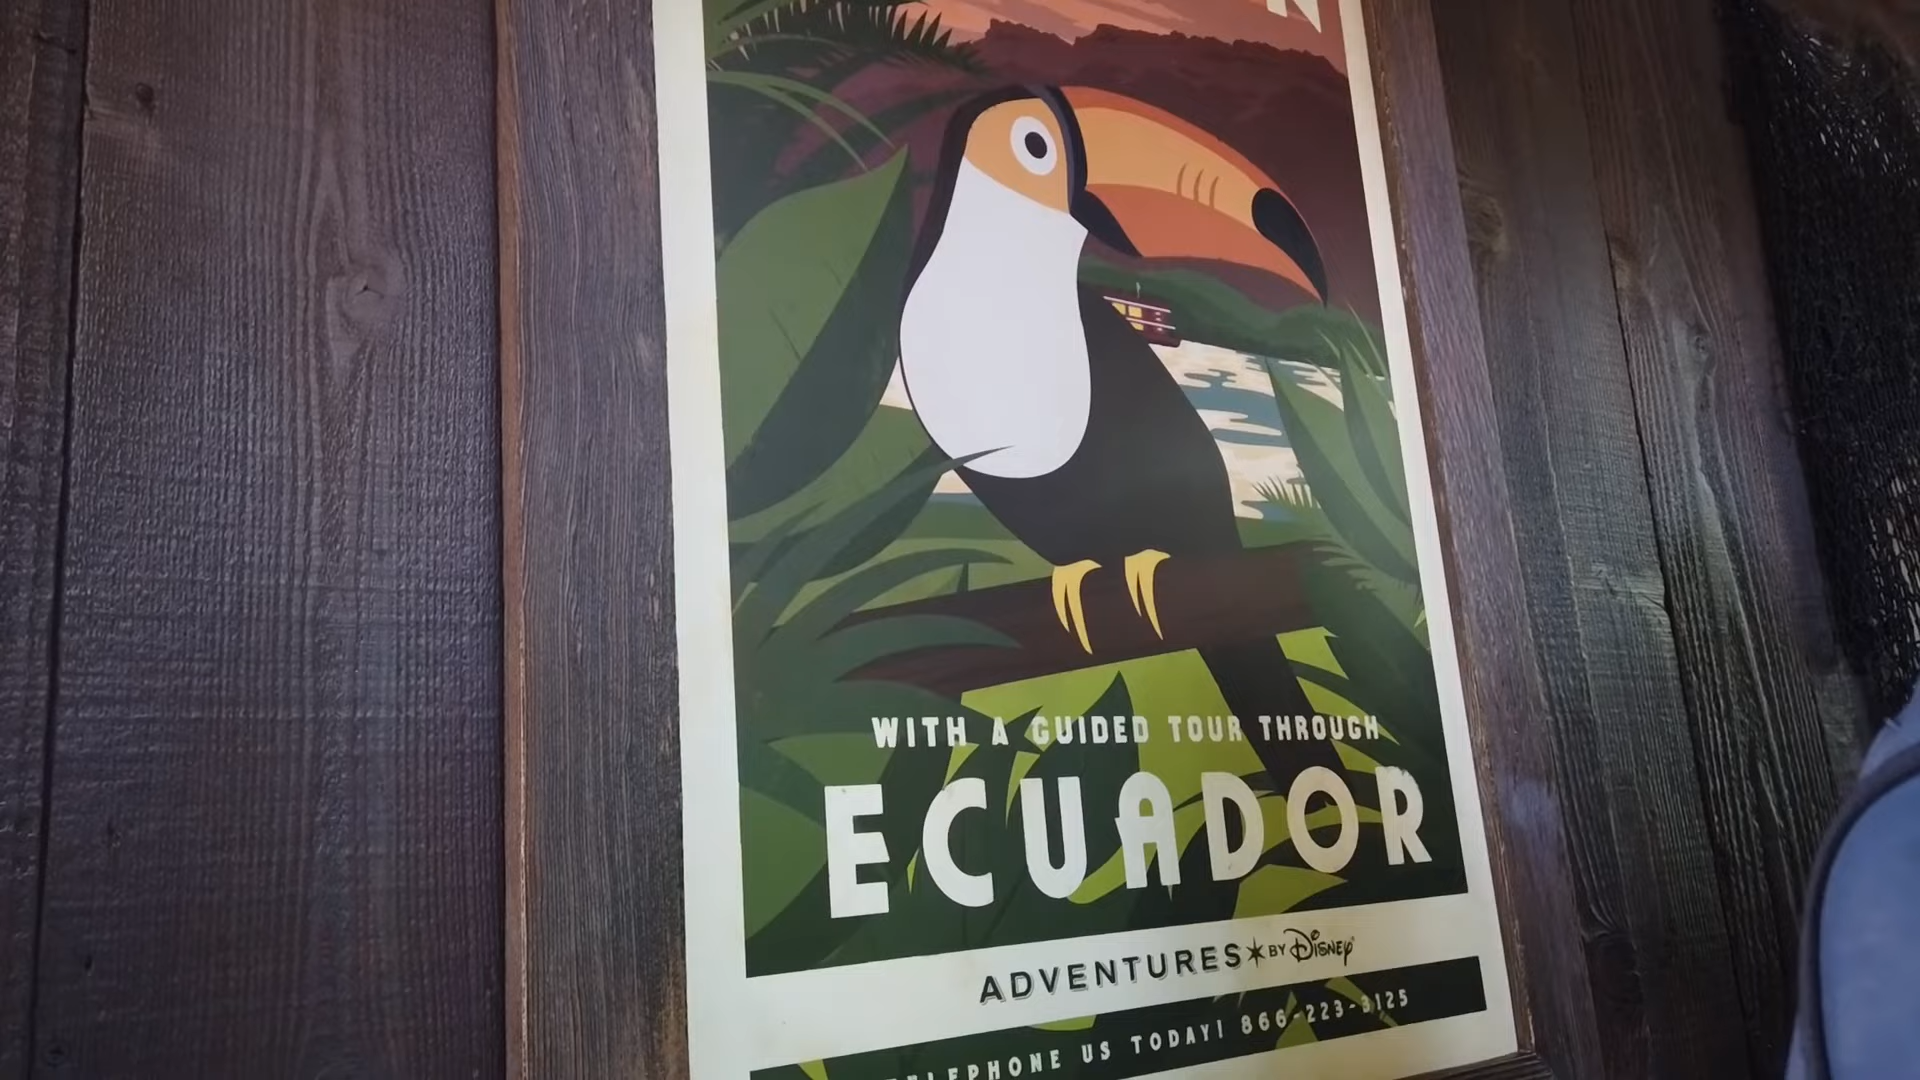 WITH A GUIDED TOUR THROUGH
ECUADOR
ADVENTURES BY DISNEY
TELEPHONE US TODAY! 866-223-3125